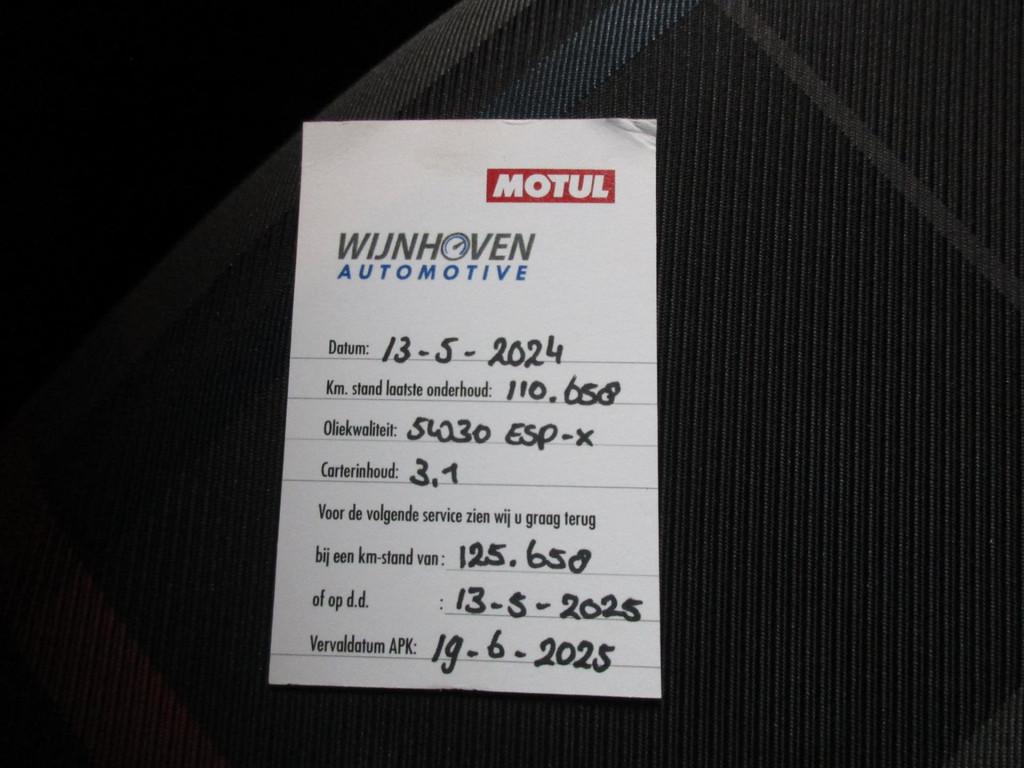 MOTUL
WIJNHOVEN
AUTOMOTIVE
Datum: 13-5-2024
Km. stand laatste onderhoud: 110.658
Oliekwaliteit: 5W30 ESP-X
Carterinhoud: 3,1
Voor de volgende service zien wij u graag terug
bij een km-stand van: 125.658
of op d.d. : 13-5-2025
Vervaldatum APK: 19-6-2025